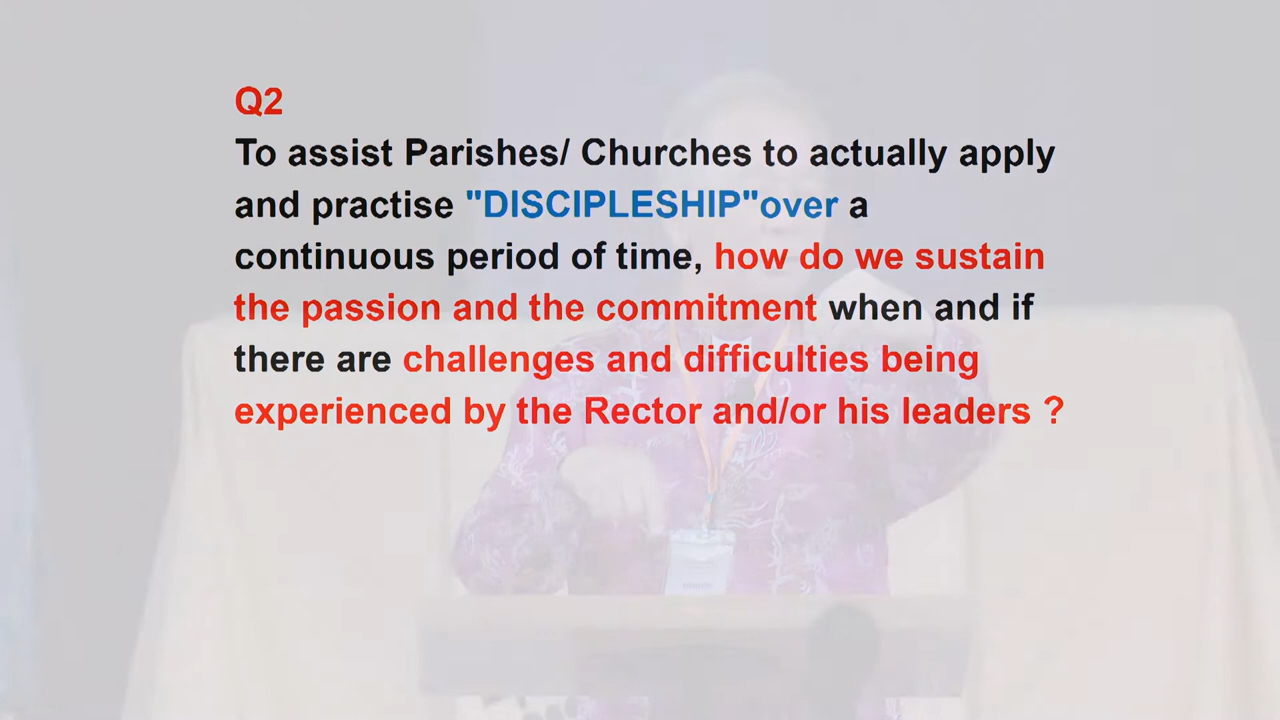 Q2
To assist Parishes/ Churches to actually apply
and practise "DISCIPLESHIP"over a
continuous period of time, how do we sustain
the passion and the commitment when and if
there are challenges and difficulties being
experienced by the Rector and/or his leaders ?